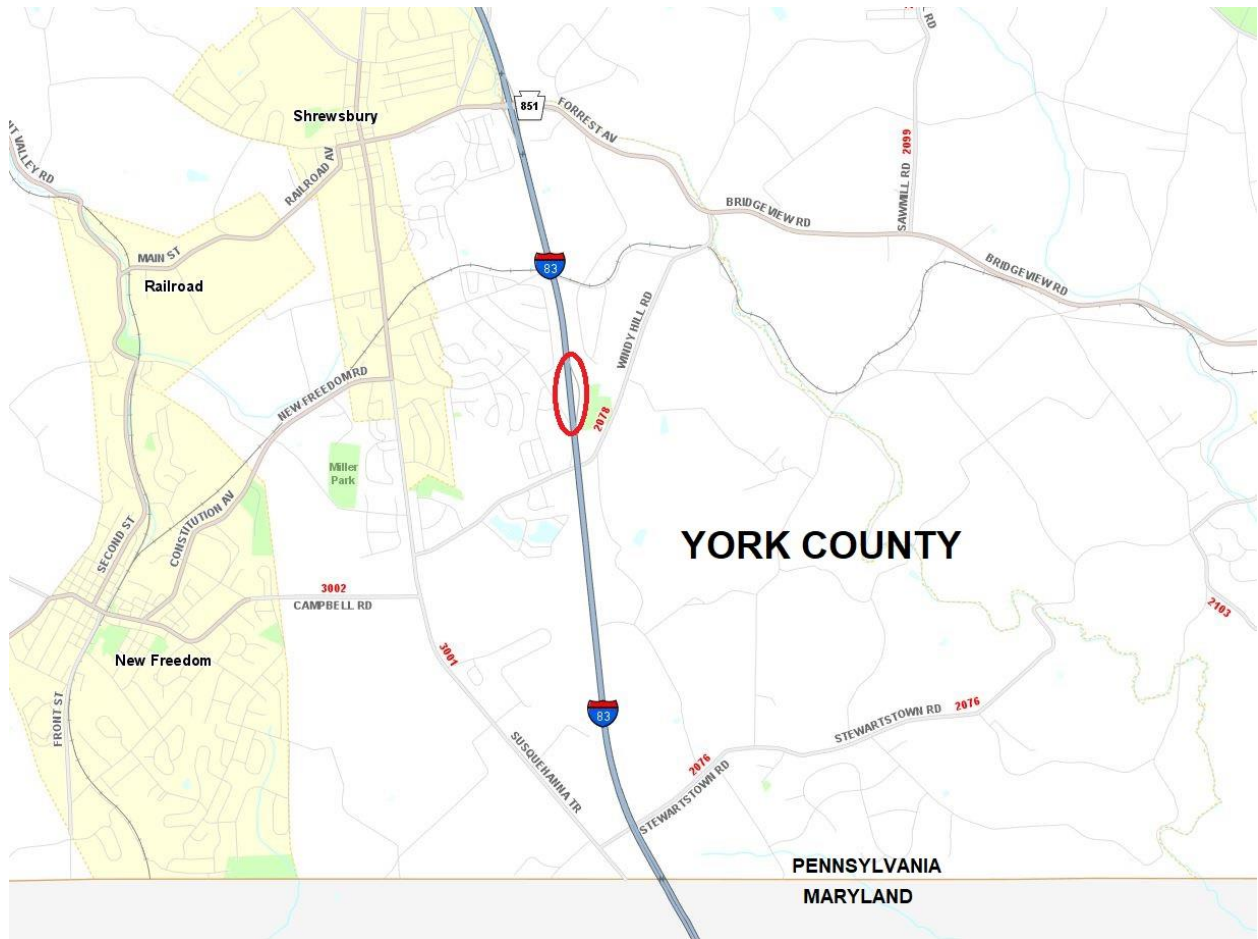 RD
851
FORREST AV
Shrewsbury
2099
SAWMILL RD
NT VALLEY RD
RAILROAD AV
BRIDGEVIEW RD
MAIN ST
83
BRIDGEVIEW RD
Railroad
WINDY HILL RD
NEW FREEDOM RD
2078
Miller
Park
CONSTITUTION AV
SECOND ST
YORK COUNTY
3002
CAMPBELL RD
2103
3001
New Freedom
FRONT ST
83
2076
STEWARTSTOWN RD
SUSQUEHANNA TR
2076
STEWARTSTOWN RD
PENNSYLVANIA
MARYLAND